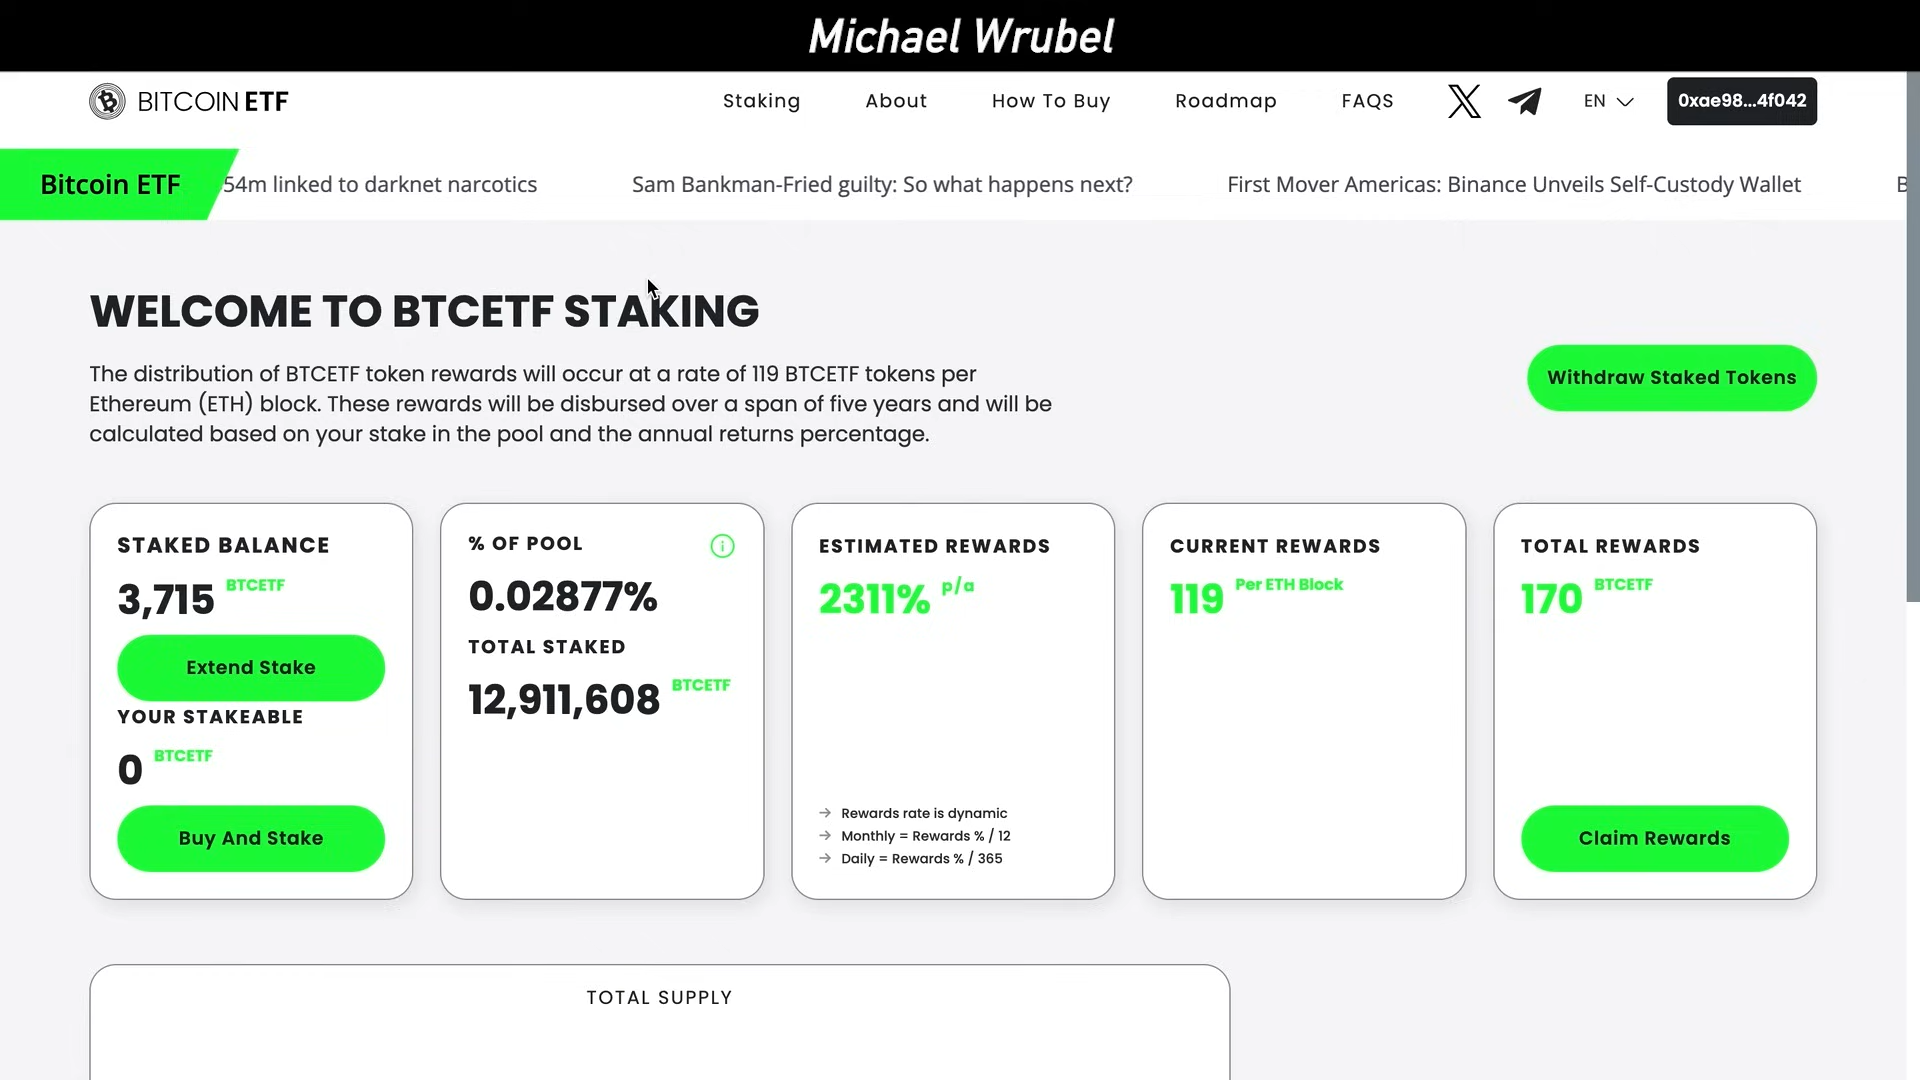 Michael Wrubel
BITCOIN ETF
Staking
About
How To Buy
Roadmap
FAQS
EN
0xae98...4f042
Bitcoin ETF
54m linked to darknet narcotics
Sam Bankman-Fried guilty: So what happens next?
First Mover Americas: Binance Unveils Self-Custody Wallet
B
WELCOME TO BTCETF STAKING
The distribution of BTCETF token rewards will occur at a rate of 119 BTCETF tokens per
Ethereum (ETH) block. These rewards will be disbursed over a span of five years and will be
calculated based on your stake in the pool and the annual returns percentage.
Withdraw Staked Tokens
STAKED BALANCE
3,715 BTCETF
Extend Stake
YOUR STAKEABLE
0 BTCETF
Buy And Stake
% OF POOL
0.02877%
TOTAL STAKED
12,911,608 BTCETF
ESTIMATED REWARDS
2311% p/a
Rewards rate is dynamic
Monthly = Rewards % / 12
Daily = Rewards % / 365
CURRENT REWARDS
119 Per ETH Block
TOTAL REWARDS
170 BTCETF
Claim Rewards
TOTAL SUPPLY